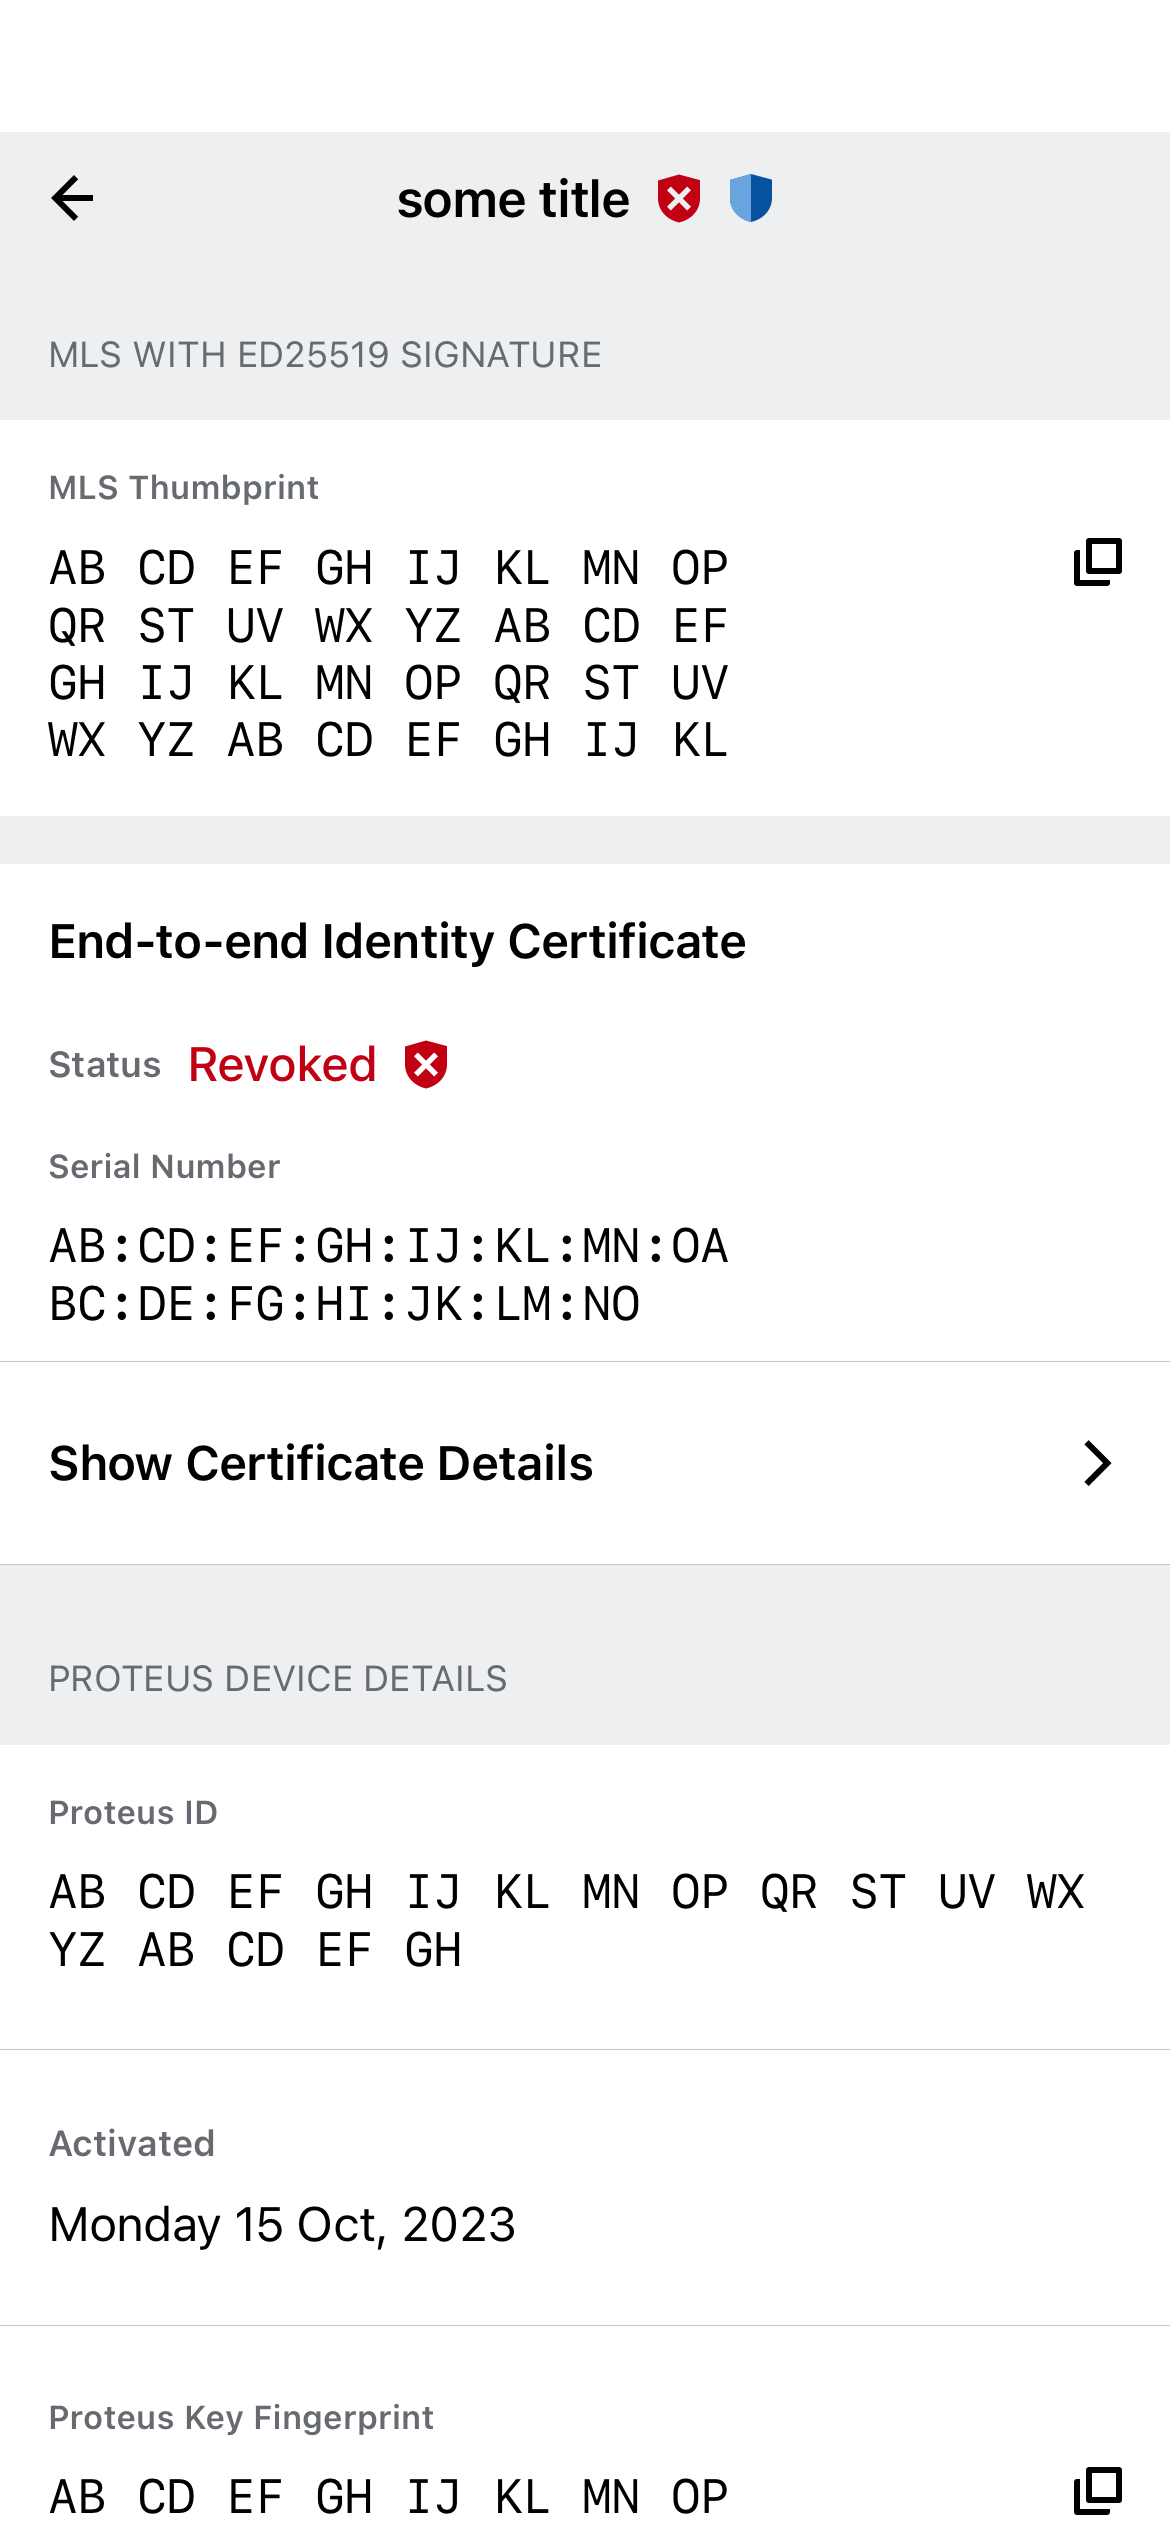 some title
MLS WITH ED25519 SIGNATURE
MLS Thumbprint
AB CD EF GH IJ KL MN OP
QR ST UV WX YZ AB CD EF
GH IJ KL MN OP QR ST UV
WX YZ AB CD EF GH IJ KL
End-to-end Identity Certificate
Status Revoked
Serial Number
AB:CD:EF:GH:IJ:KL:MN:OA
BC:DE:FG:HI:JK:LM:NO
Show Certificate Details
PROTEUS DEVICE DETAILS
Proteus ID
AB CD EF GH IJ KL MN OP QR ST UV WX
YZ AB CD EF GH
Activated
Monday 15 Oct, 2023
Proteus Key Fingerprint
AB CD EF GH IJ KL MN OP